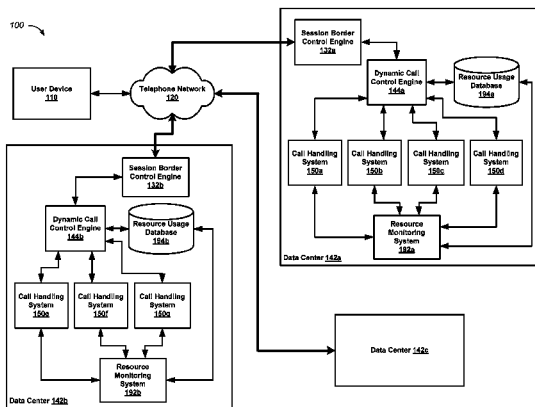 100
User Device
110
Telephone Network
120
Session Border
Control Engine
132a
Dynamic Call
Control Engine
144a
Resource Usage
Database
194a
Call Handling
System
150a
Call Handling
System
150b
Call Handling
System
150c
Call Handling
System
150d
Resource
Monitoring
System
192a
Data Center 142a
Session Border
Control Engine
132b
Dynamic Call
Control Engine
144b
Resource Usage
Database
194b
Call Handling
System
150e
Call Handling
System
150f
Call Handling
System
150g
Resource
Monitoring
System
192b
Data Center 142b
Data Center 142c